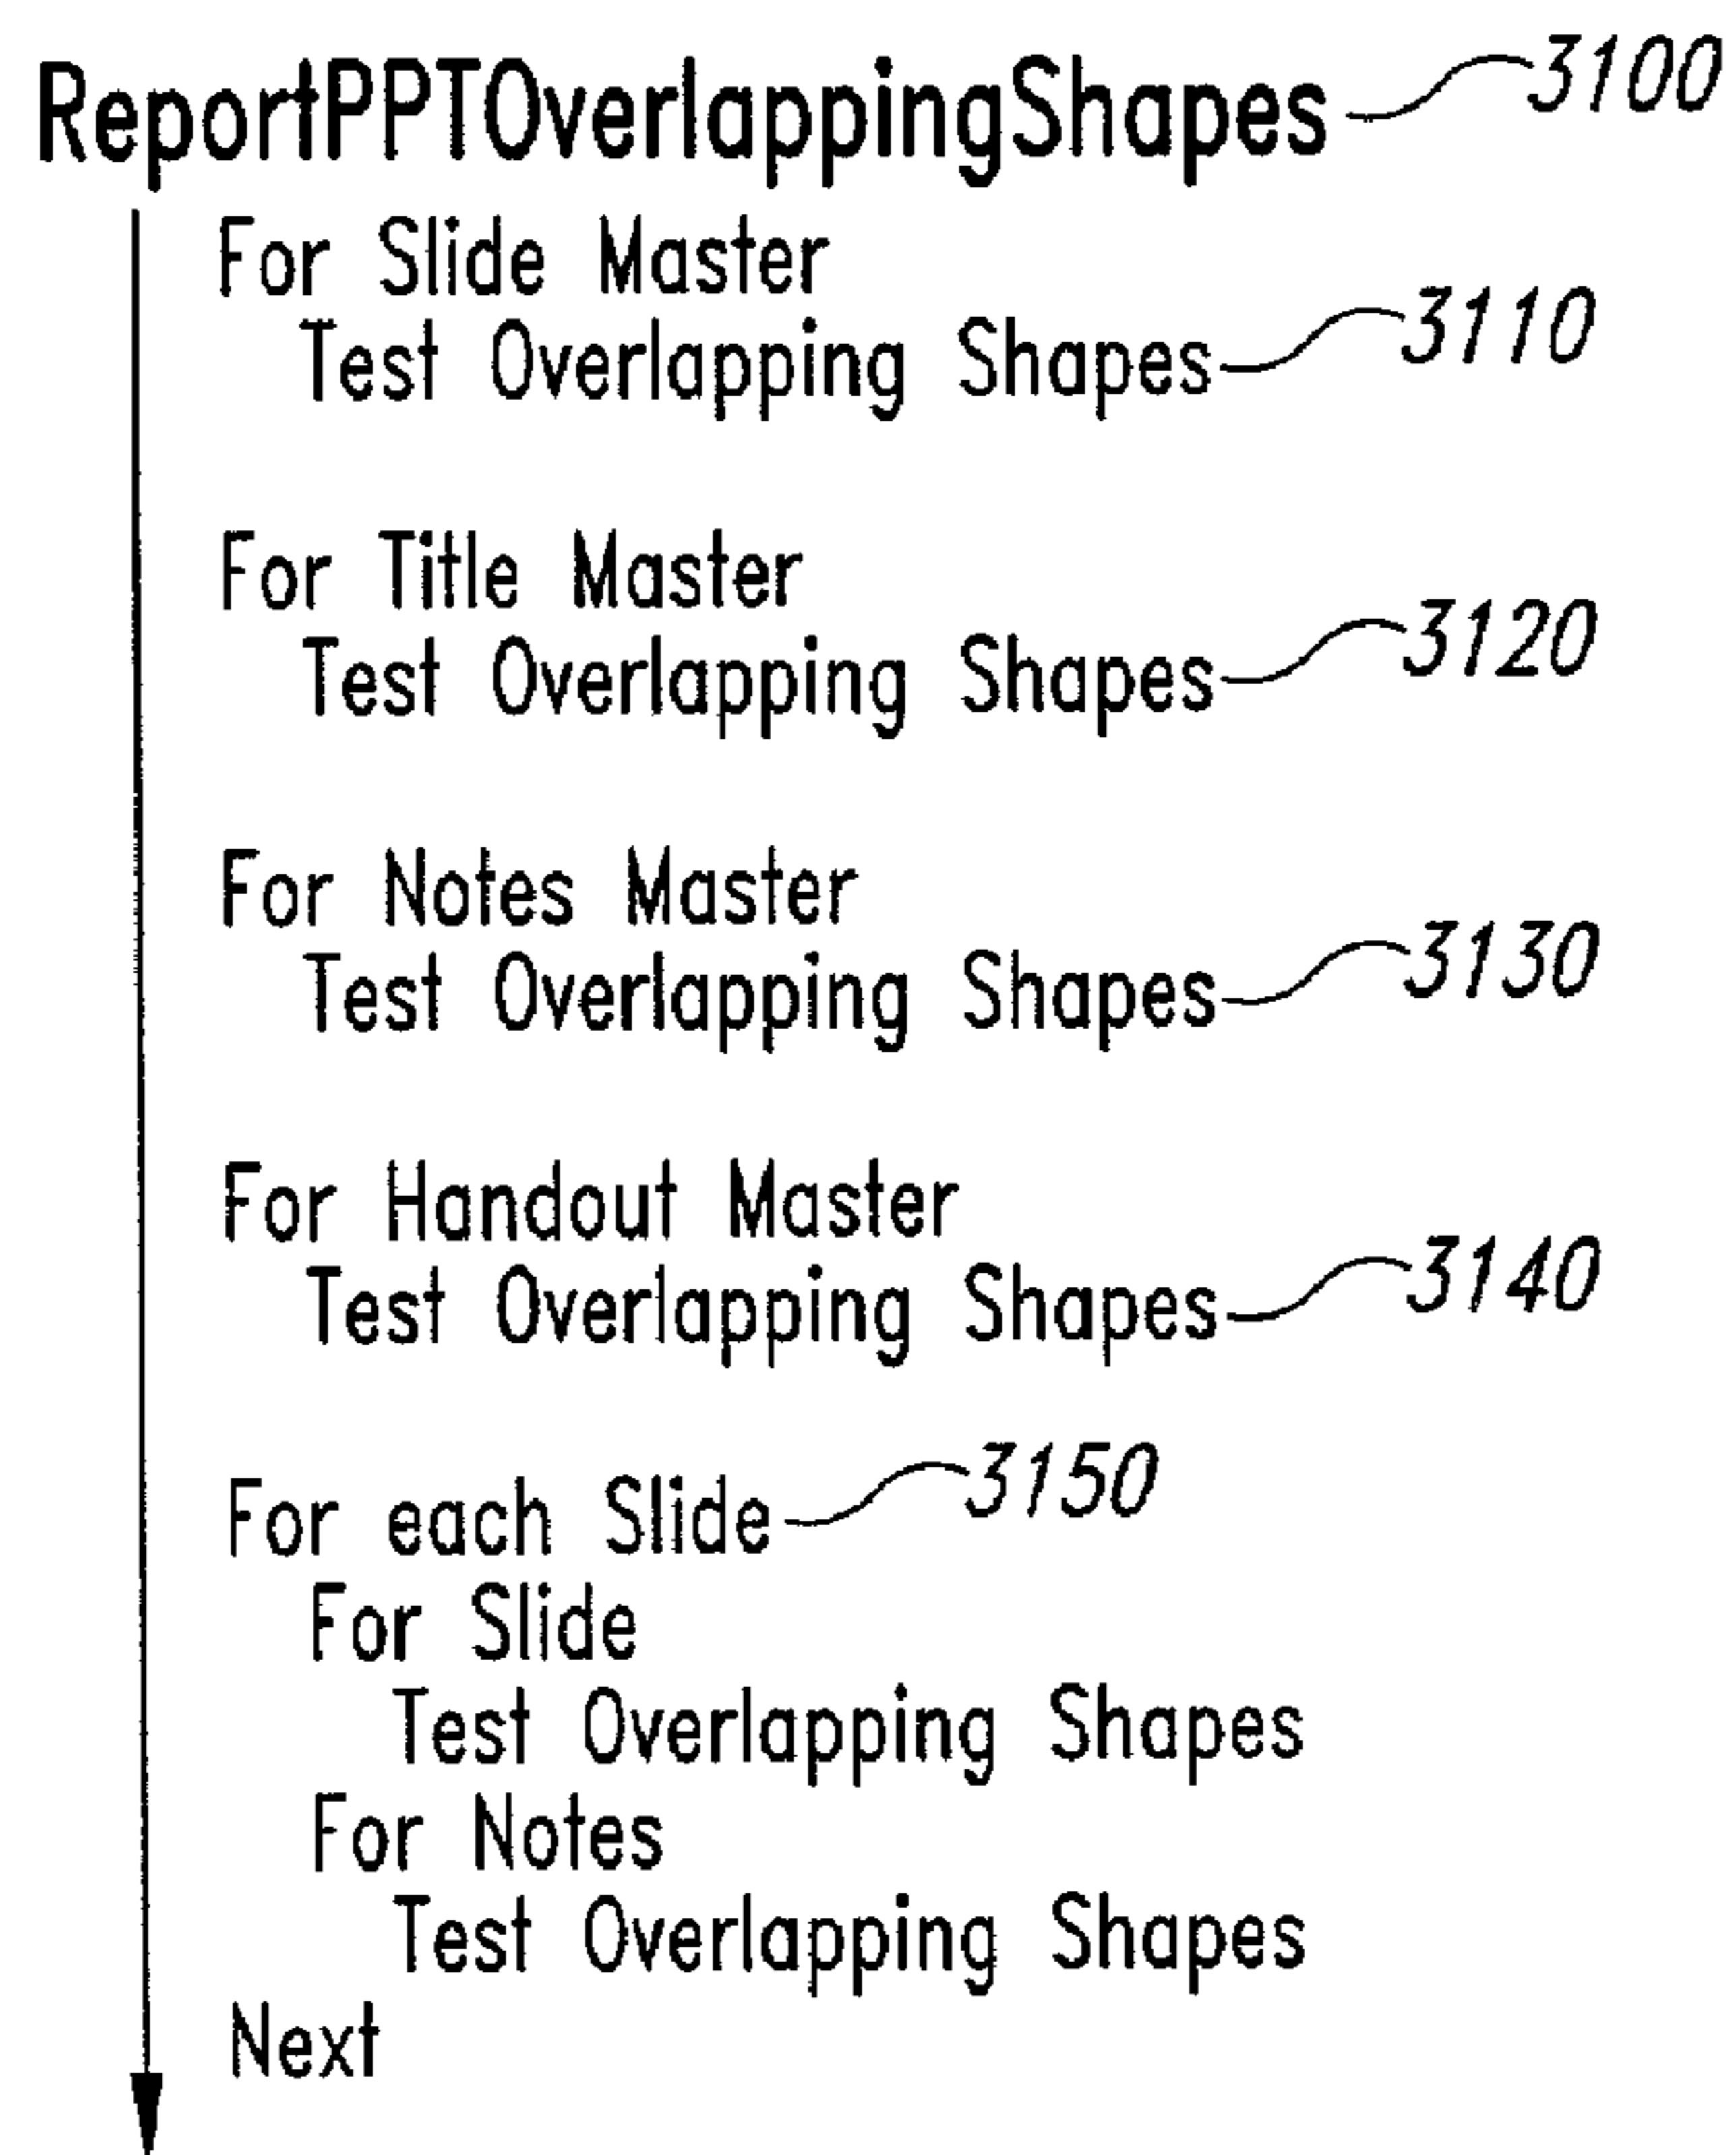 ReportPPTOverlappingShapes 3100
For Slide Master
Test Overlapping Shapes 3110
For Title Master
Test Overlapping Shapes 3120
For Notes Master
Test Overlapping Shapes 3130
For Handout Master
Test Overlapping Shapes 3140
For each Slide 3150
For Slide
Test Overlapping Shapes
For Notes
Test Overlapping Shapes
Next